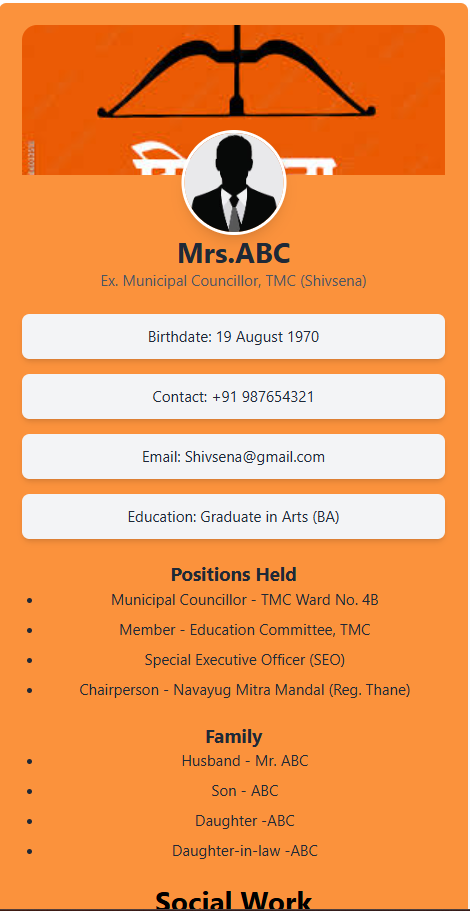 Mrs.ABC
Ex. Municipal Councillor, TMC (Shivsena)
Birthdate: 19 August 1970
Contact: +91 987654321
Email: Shivsena@gmail.com
Education: Graduate in Arts (BA)
Positions Held
• Municipal Councillor - TMC Ward No. 4B
• Member - Education Committee, TMC
• Special Executive Officer (SEO)
• Chairperson - Navayug Mitra Mandal (Reg. Thane)
Family
• Husband - Mr. ABC
• Son - ABC
• Daughter -ABC
• Daughter-in-law -ABC
Social Work